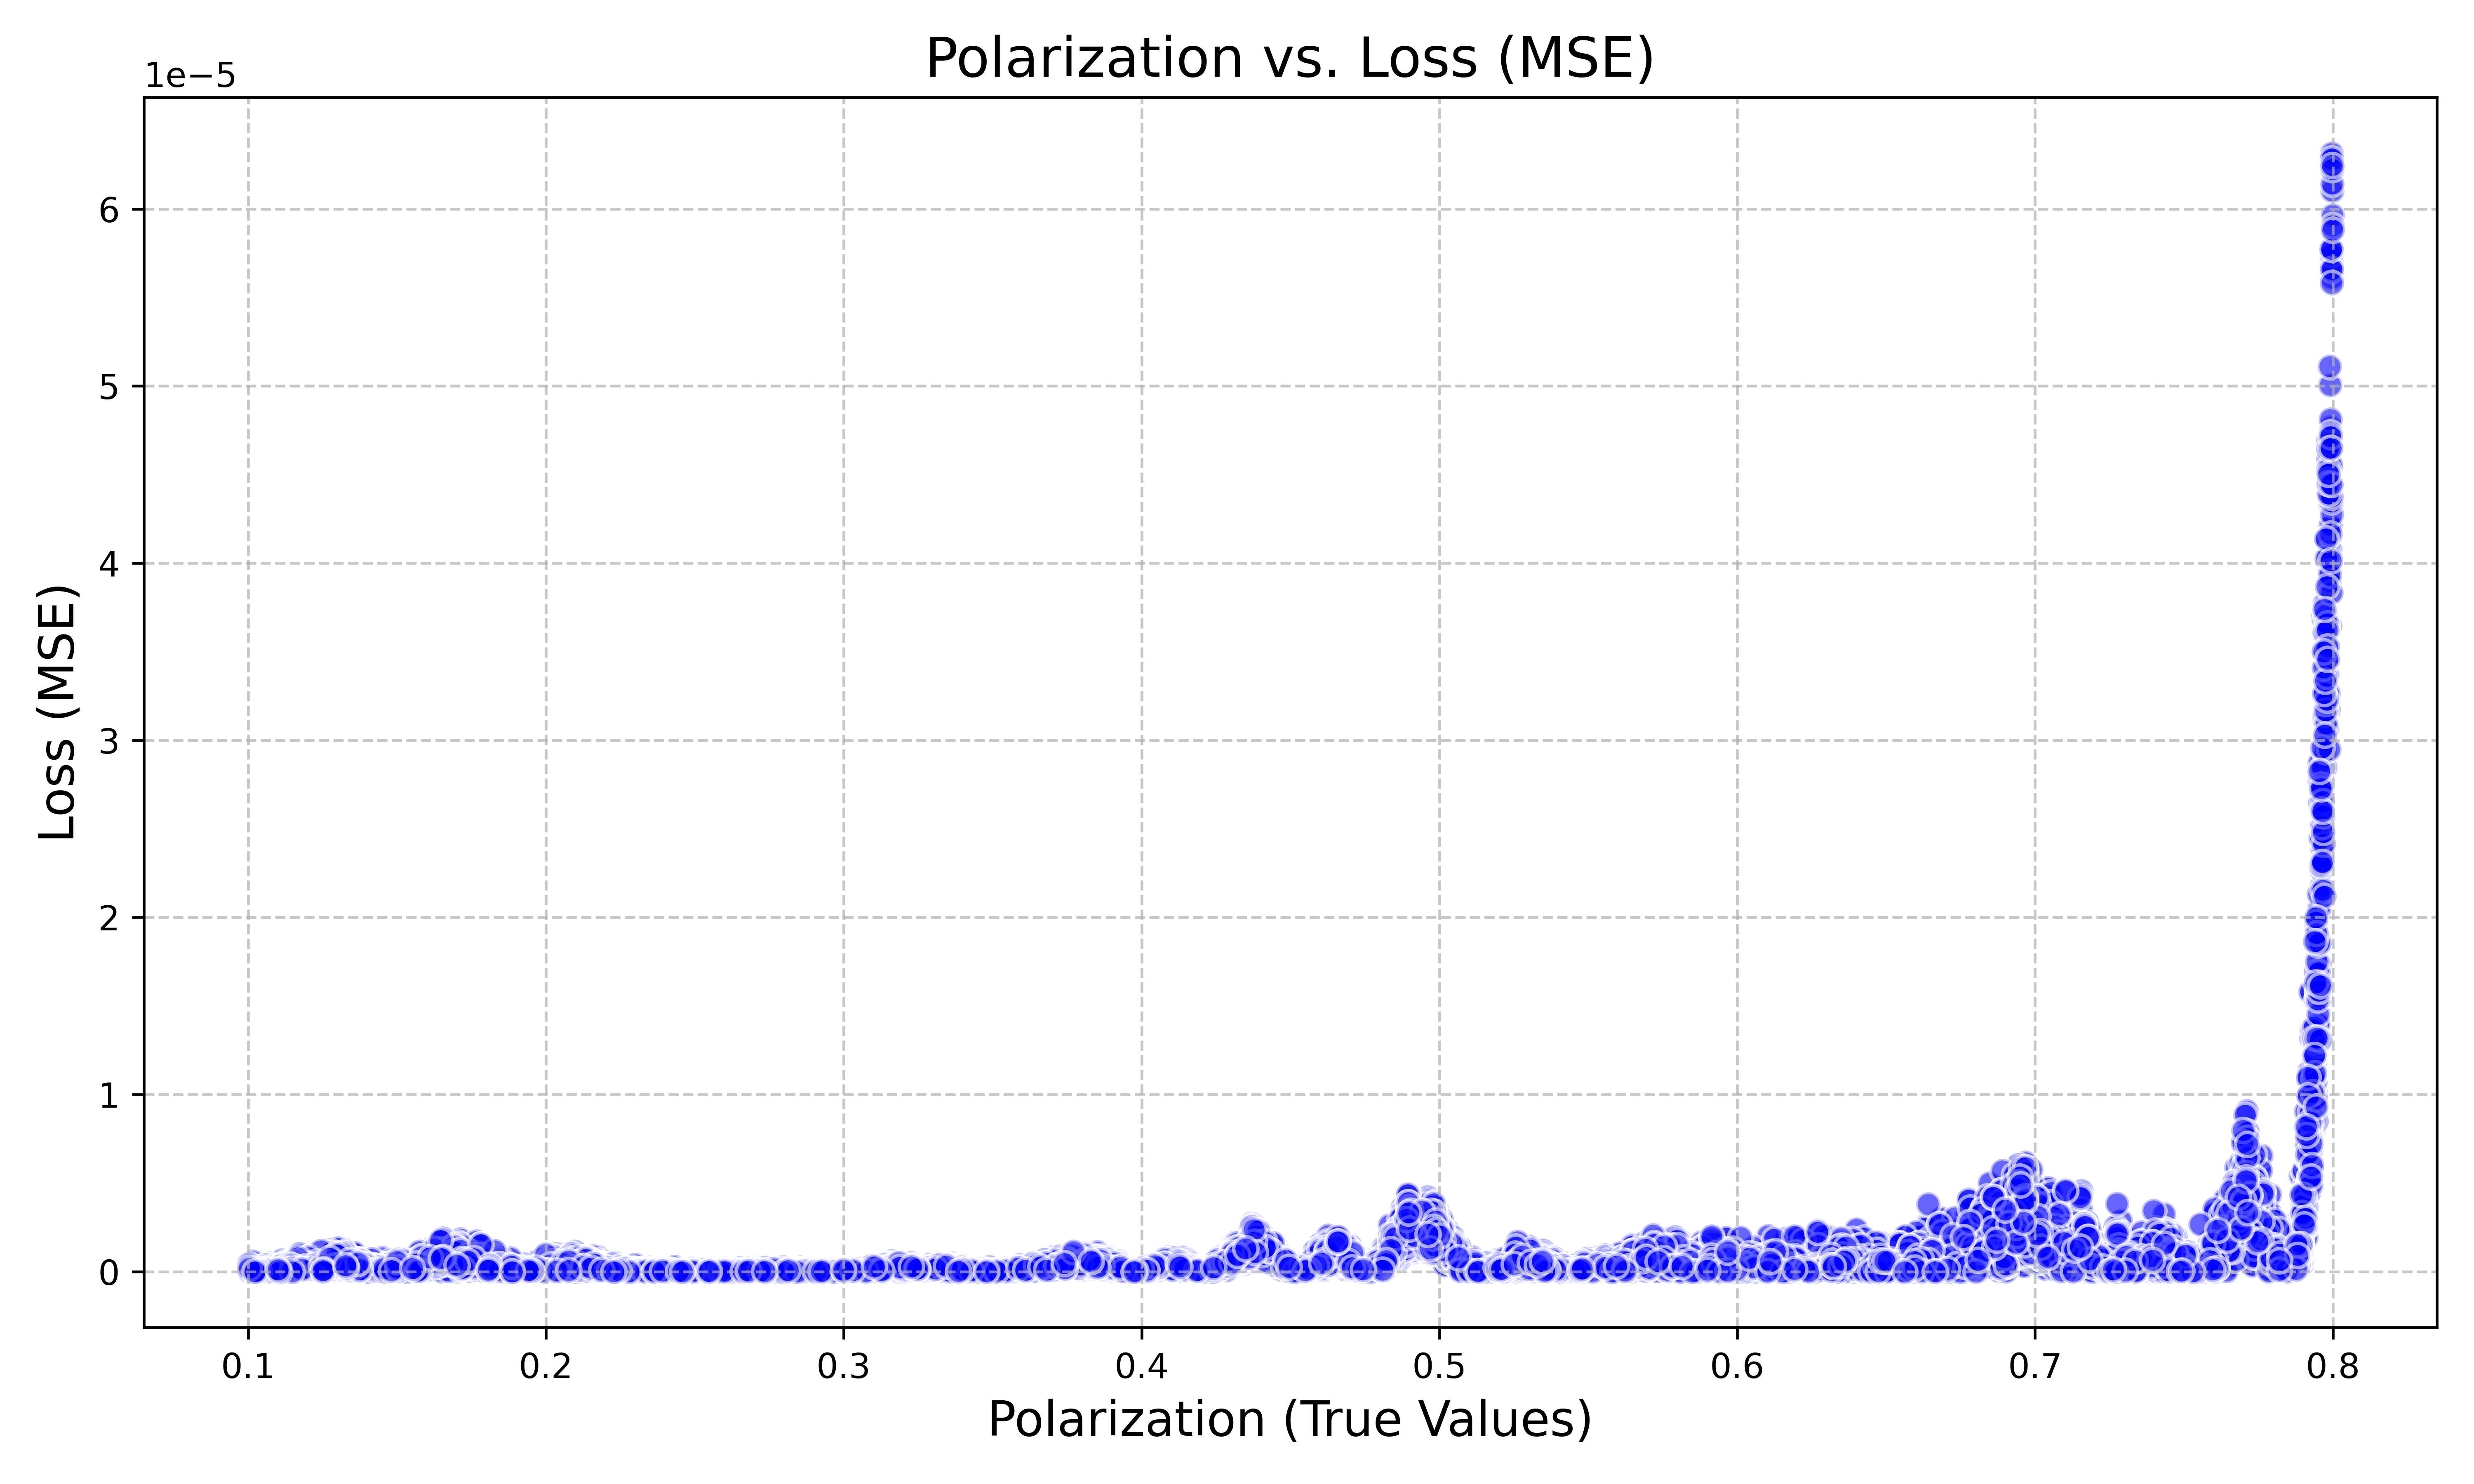 Polarization vs. Loss (MSE)
1e−5
6
5
4
3
2
1
0
Loss (MSE)
0.1 0.2 0.3 0.4 0.5 0.6 0.7 0.8
Polarization (True Values)